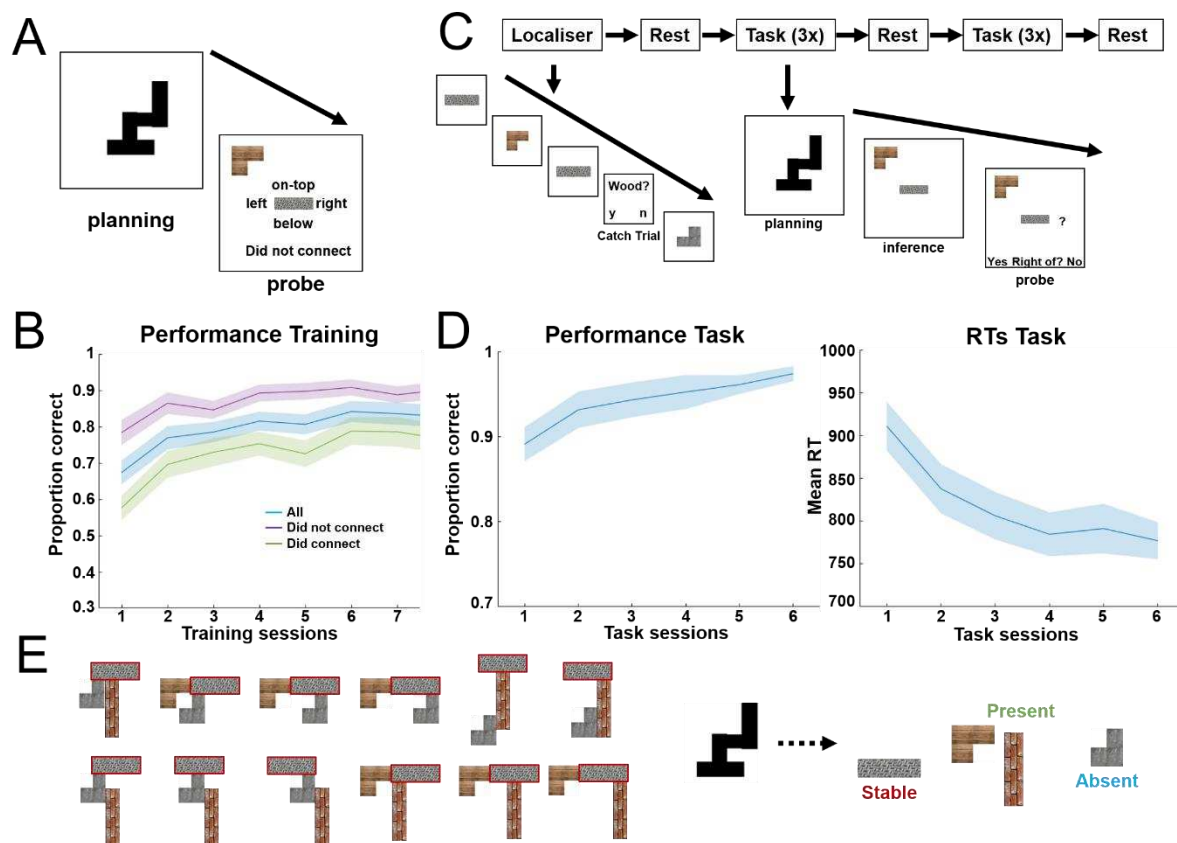 A
planning
on-top
left right
below
Did not connect
probe
C
Localiser Rest Task (3x) Rest Task (3x) Rest
Wood?
y n
Catch Trial
planning
inference
?
Yes Right of? No
probe
B
Performance Training
Proportion correct
1
0.9
0.8
0.7
0.6
0.5
0.4
0.3
All
Did not connect
Did connect
1 2 3 4 5 6 7
Training sessions
D
Performance Task
Proportion correct
1
0.9
0.8
0.7
1 2 3 4 5 6
Task sessions
RTs Task
Mean RT
1000
950
900
850
800
750
700
1 2 3 4 5 6
Task sessions
E
Present
Stable
Absent